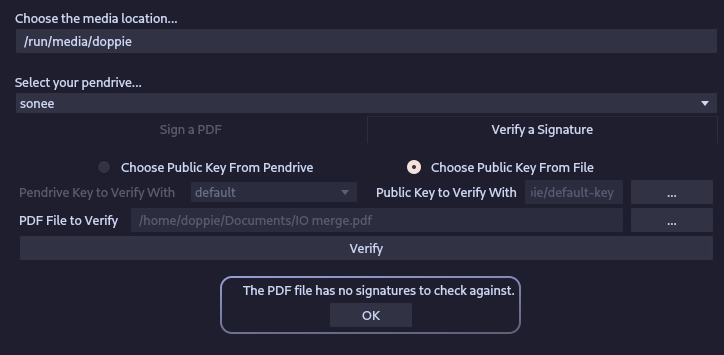 Choose the media location...
/run/media/doppie
Select your pendrive...
sonee
Sign a PDF
Verify a Signature
Choose Public Key From Pendrive
Choose Public Key From File
Pendrive Key to Verify With
default
Public Key to Verify With
ie/default-key
...
PDF File to Verify
/home/doppie/Documents/IO merge.pdf
...
Verify
The PDF file has no signatures to check against.
OK